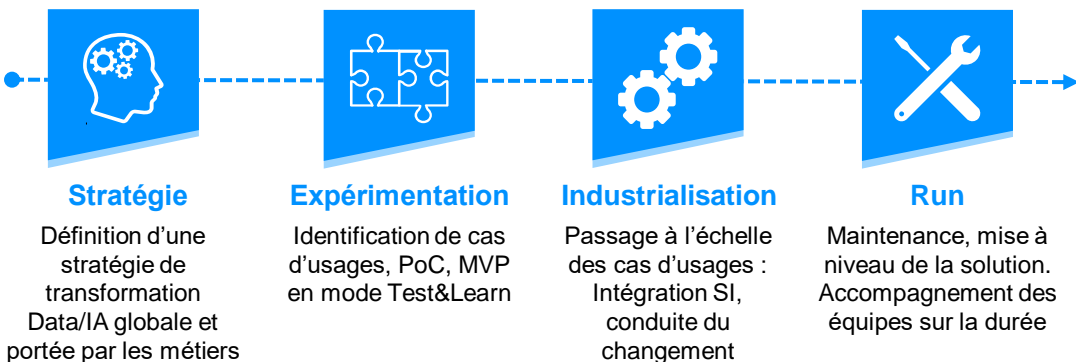 Stratégie
Définition d’une
stratégie de
transformation
Data/IA globale et
portée par les métiers
Expérimentation
Identification de cas
d’usages, PoC, MVP
en mode Test&Learn
Industrialisation
Passage à l’échelle
des cas d’usages :
Intégration SI,
conduite du
changement
Run
Maintenance, mise à
niveau de la solution.
Accompagnement des
équipes sur la durée